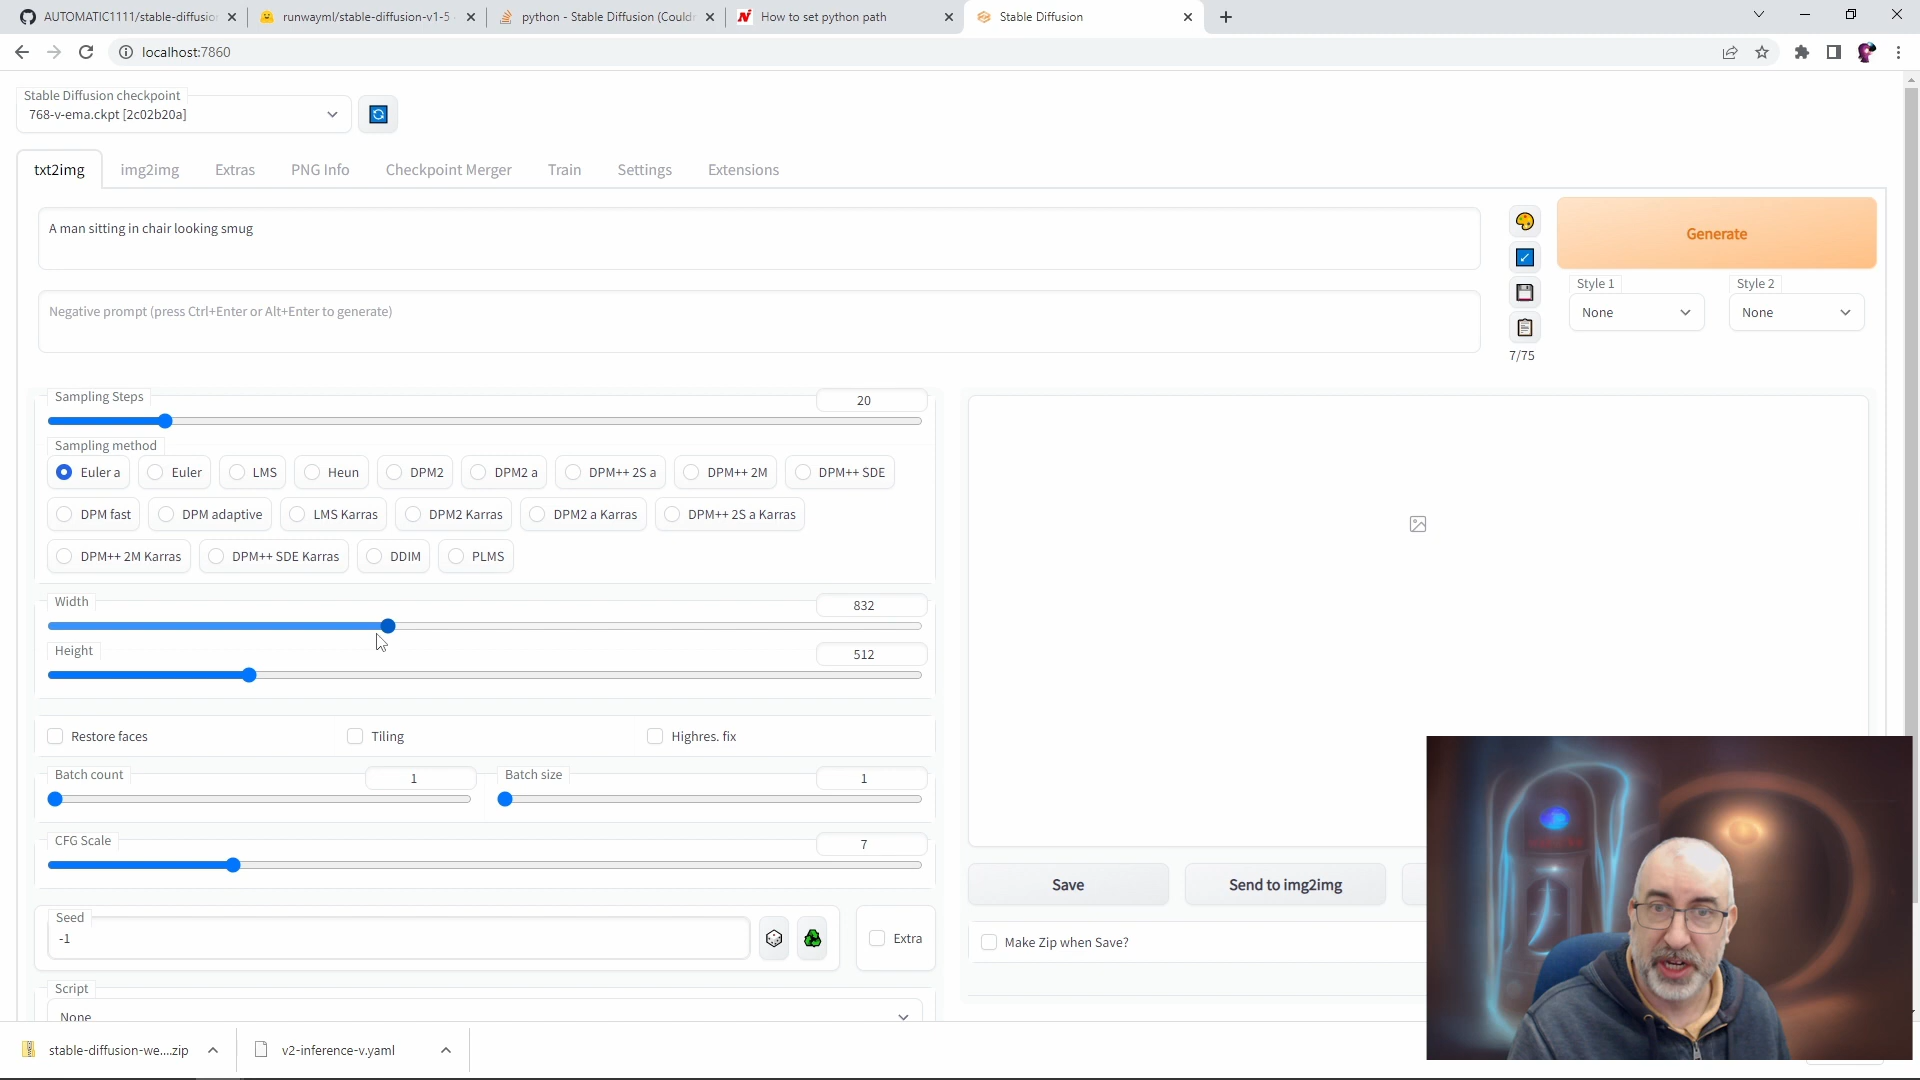 AUTOMATIC1111/stable-diffusion
runwayml/stable-diffusion-v1-5
python - Stable Diffusion (Could
How to set python path
Stable Diffusion
localhost:7860
Stable Diffusion checkpoint
768-v-ema.ckpt [2c02b20a]
txt2img
img2img
Extras
PNG Info
Checkpoint Merger
Train
Settings
Extensions
A man sitting in chair looking smug
Generate
Negative prompt (press Ctrl+Enter or Alt+Enter to generate)
Style 1
None
Style 2
None
7/75
Sampling Steps
20
Sampling method
Euler a
Euler
LMS
Heun
DPM2
DPM2 a
DPM++ 2S a
DPM++ 2M
DPM++ SDE
DPM fast
DPM adaptive
LMS Karras
DPM2 Karras
DPM2 a Karras
DPM++ 2S a Karras
DPM++ 2M Karras
DPM++ SDE Karras
DDIM
PLMS
Width
832
Height
512
Restore faces
Tiling
Highres. fix
Batch count
1
Batch size
1
CFG Scale
7
Seed
-1
Extra
Script
None
Save
Send to img2img
Make Zip when Save?
stable-diffusion-we....zip
v2-inference-v.yaml